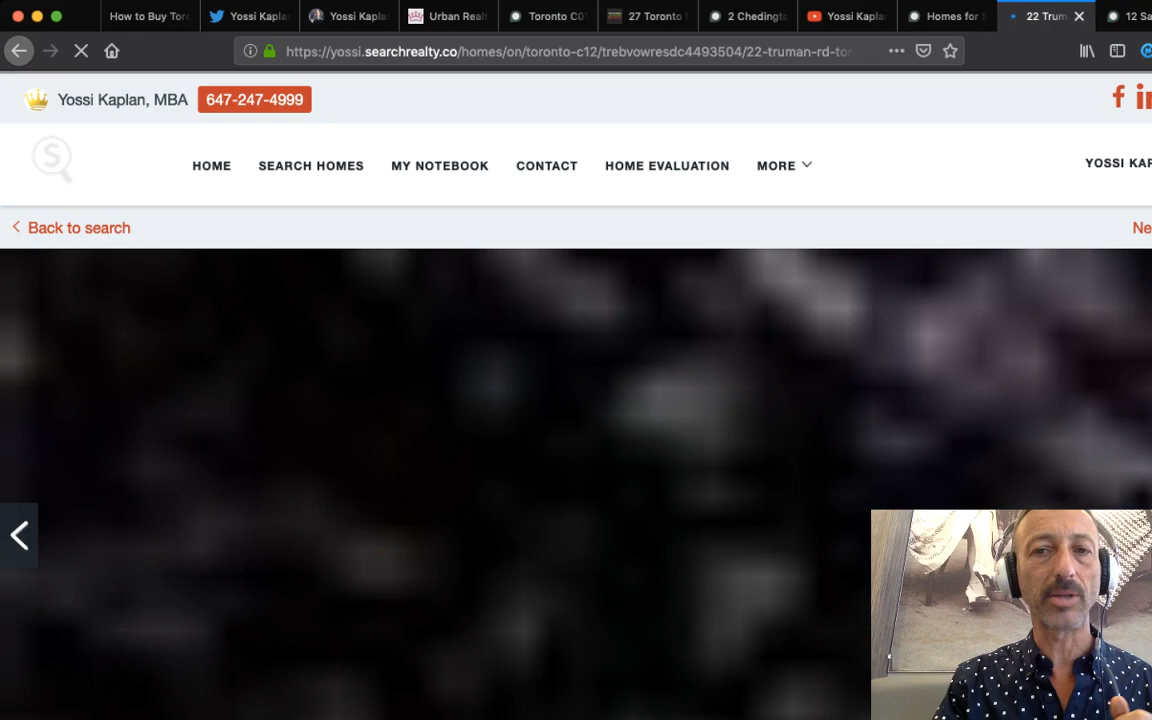 How to Buy Tor
Yossi Kapla
Yossi Kapla
Urban Realt
Toronto C0
27 Toronto
2 Chedingt
Yossi Kapla
Homes for S
22 Trum
12 Sa
https://yossi.searchrealty.co/homes/on/toronto-c12/trebvowresdc4493504/22-truman-rd-tor
Yossi Kaplan, MBA 647-247-4999
S
HOME SEARCH HOMES MY NOTEBOOK CONTACT HOME EVALUATION MORE YOSSI KAP
Back to search Ne